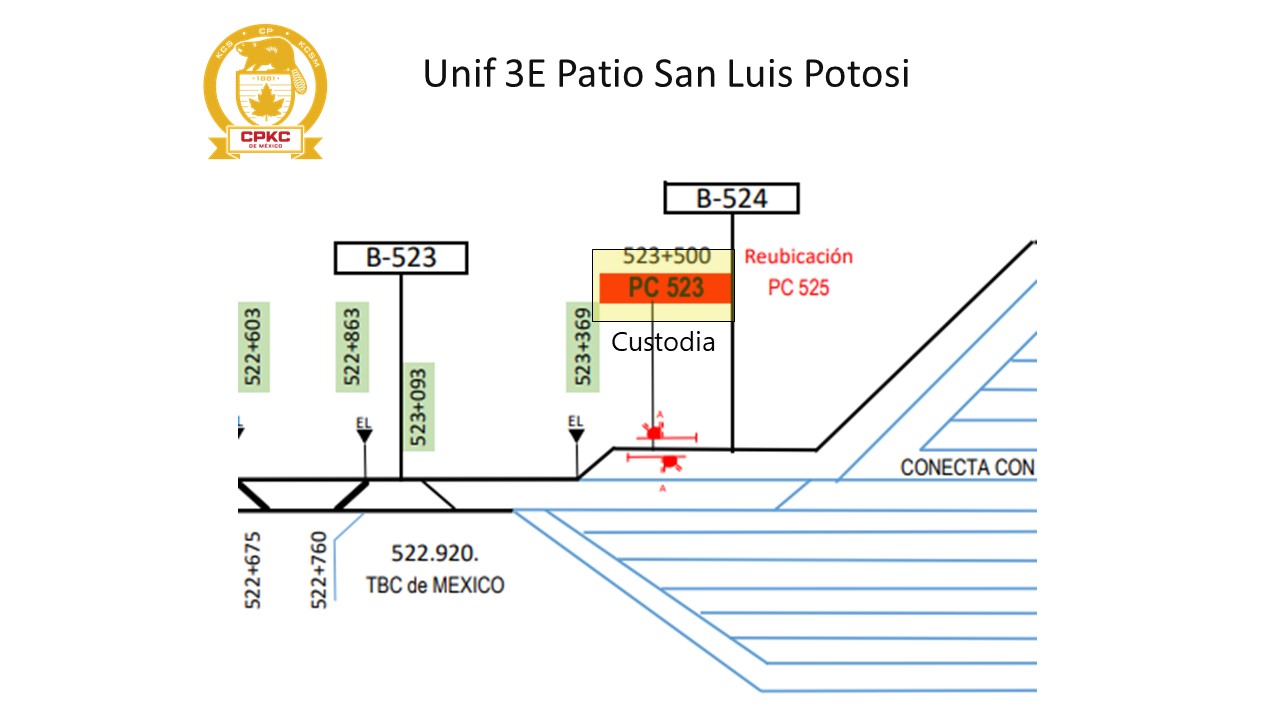 KCS • CP • KCSM
1881
CPKC
DE MÉXICO
Unif 3E Patio San Luis Potosi
B-524
B-523
523+500
Reubicación
PC 523
PC 525
Custodia
522+603
522+863
523+369
523+093
A
EL
EL
A
CONECTA CON
522+675
522+760
522.920.
TBC de MEXICO